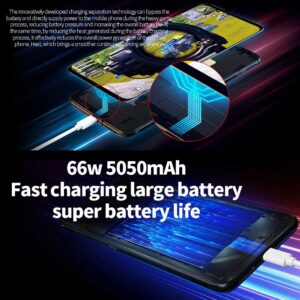 The innovatively developed charging separation technology can bypass the
battery and directly supply power to the mobile phone during the heavy game
process, reducing battery pressure and increasing the overall battery life. at
the same time, by reducing the heat generated during the battery charging
process, it effectively reduces the overall power generation of the
phone. Heat, which brings a smoother
66w 5050mAh
Fast charging large battery
super battery life